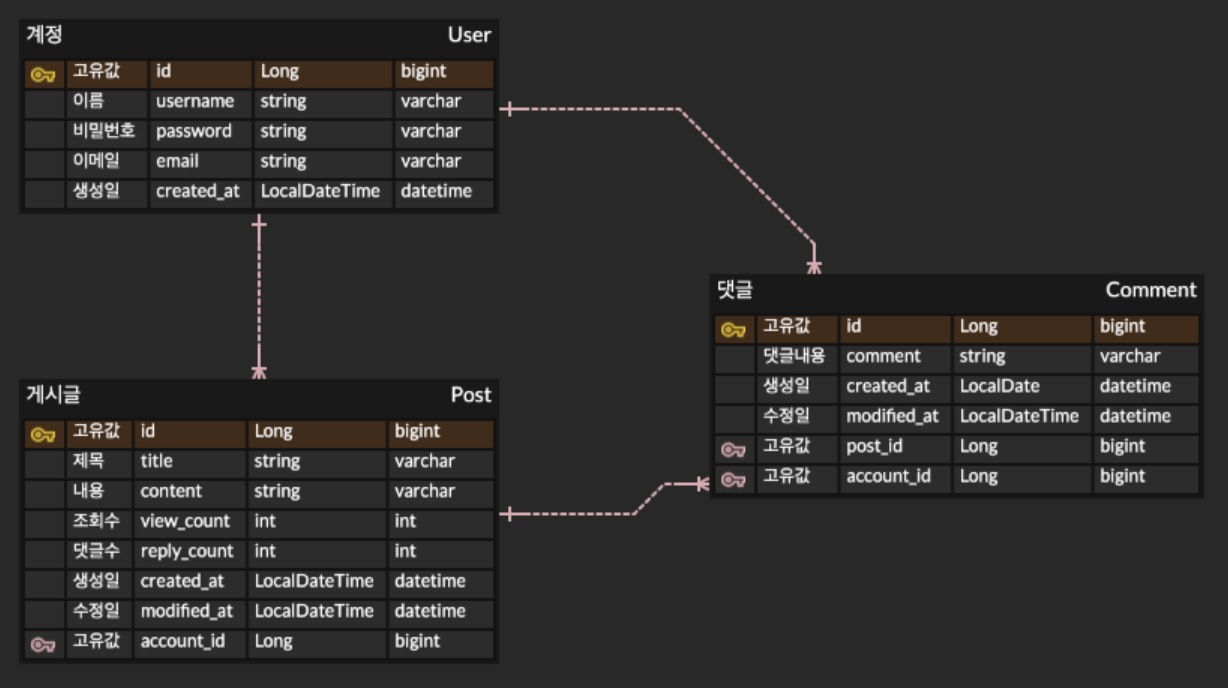 계정 User
고유값 id Long bigint
이름 username string varchar
비밀번호 password string varchar
이메일 email string varchar
생성일 created_at LocalDateTime datetime
댓글 Comment
고유값 id Long bigint
댓글내용 comment string varchar
생성일 created_at LocalDate datetime
수정일 modified_at LocalDateTime datetime
고유값 post_id Long bigint
고유값 account_id Long bigint
게시글 Post
고유값 id Long bigint
제목 title string varchar
내용 content string varchar
조회수 view_count int int
댓글수 reply_count int int
생성일 created_at LocalDateTime datetime
수정일 modified_at LocalDateTime datetime
고유값 account_id Long bigint